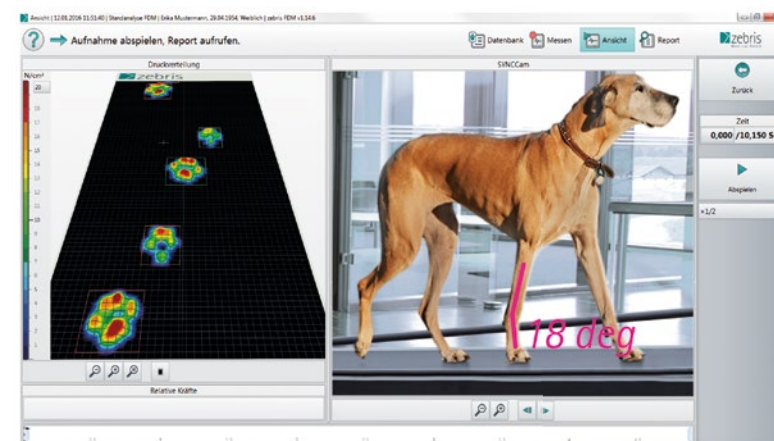 Ansicht | 12.01.2016 11:51:40 | Standanalyse FDM | Erika Mustermann, 29.04.1954, Weiblich | zebris FDM v1.14.6
? Aufnahme abspielen, Report aufrufen.
Datenbank Messen Ansicht Report zebris
Druckverteilung
SYNCCam
N/cm²
zebris
20
Zurück
Zeit
0,000 /10,150 S
Abspielen
×1/2
18 deg
Relative Kräfte